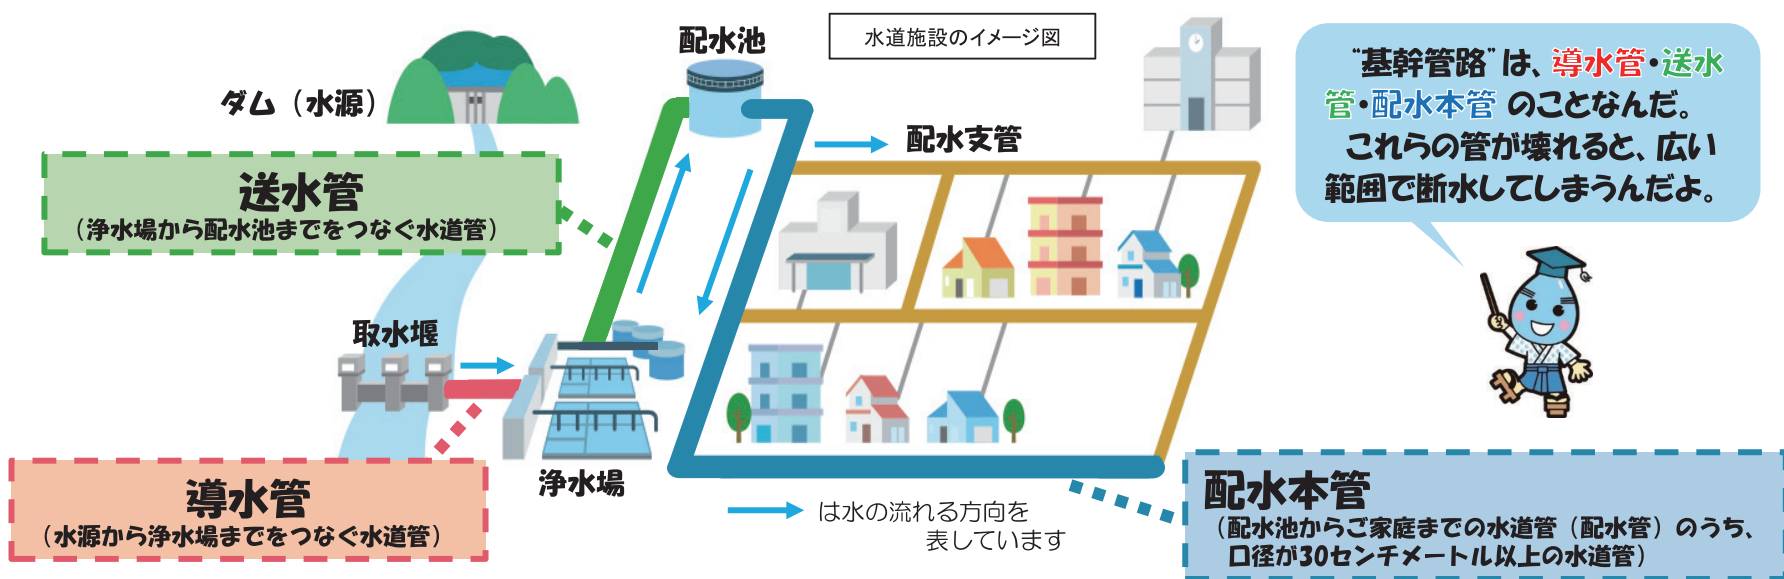 水道施設のイメージ図
配水池
ダム（水源）
送水管
（浄水場から配水池までをつなぐ水道管）
取水堰
導水管
（水源から浄水場までをつなぐ水道管）
浄水場
配水支管
は水の流れる方向を
表しています
配水本管
（配水池からご家庭までの水道管（配水管）のうち、
口径が30センチメートル以上の水道管）
“基幹管路”は、導水管・送水
管・配水本管のことなんだ。
これらの管が壊れると、広い
範囲で断水してしまうんだよ。